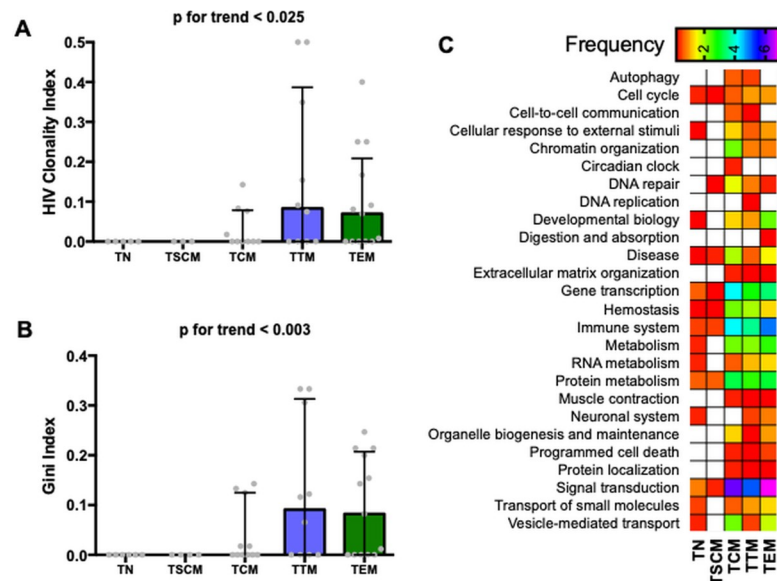 A
p for trend < 0.025
HIV Clonality Index
0.5
0.4
0.3
0.2
0.1
0.0
TN TSCM TCM TTM TEM
B
p for trend < 0.003
Gini Index
0.4
0.3
0.2
0.1
0.0
TN TSCM TCM TTM TEM
C
Frequency
2 4 6
Autophagy
Cell cycle
Cell-to-cell communication
Cellular response to external stimuli
Chromatin organization
Circadian clock
DNA repair
DNA replication
Developmental biology
Digestion and absorption
Disease
Extracellular matrix organization
Gene transcription
Hemostasis
Immune system
Metabolism
RNA metabolism
Protein metabolism
Muscle contraction
Neuronal system
Organelle biogenesis and maintenance
Programmed cell death
Protein localization
Signal transduction
Transport of small molecules
Vesicle-mediated transport
TN TSCM TCM TTM TEM